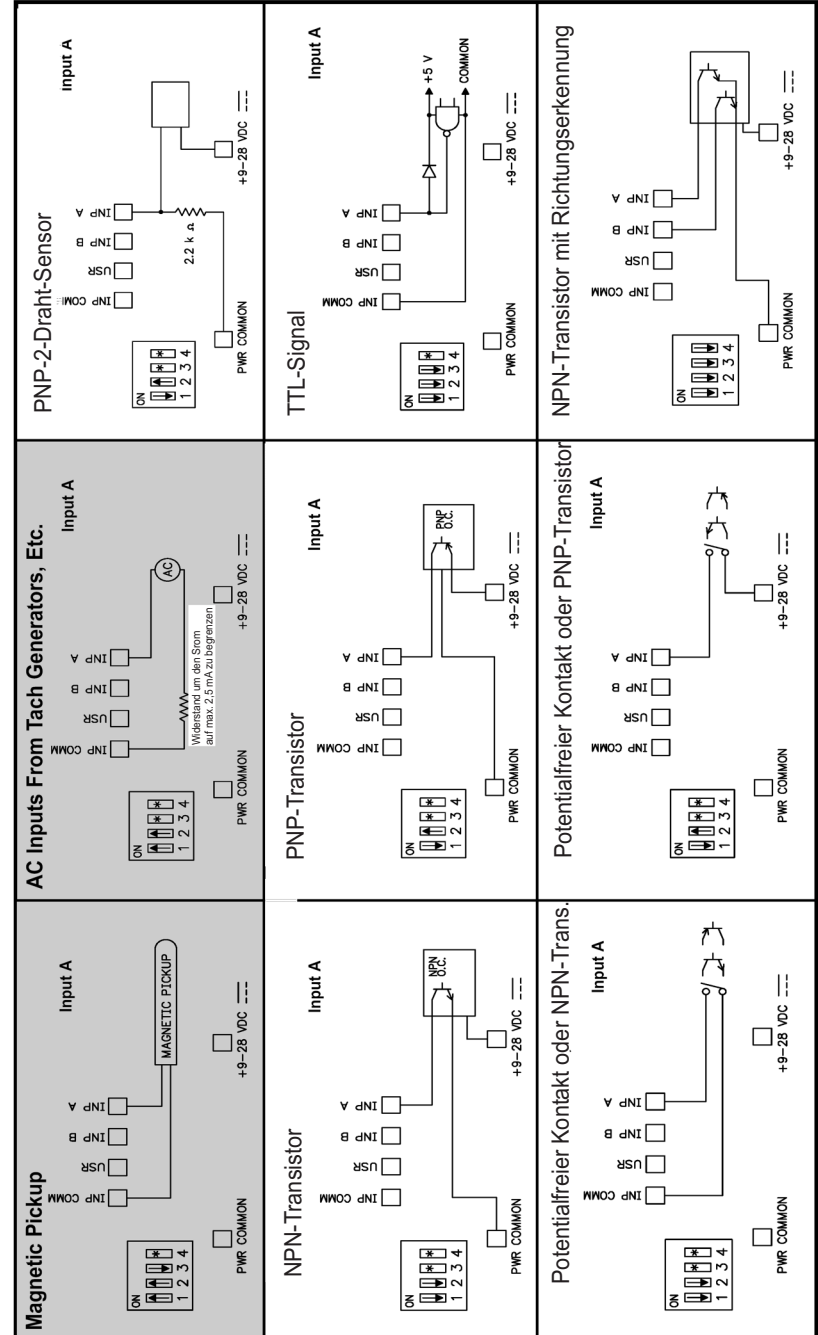 Magnetic Pickup
Input A
ON
*
1 2 3 4
INP COMM
USR
INP B
INP A
MAGNETIC PICKUP
PWR COMMON
+9-28 VDC
AC Inputs From Tach Generators, Etc.
Input A
ON
* *
1 2 3 4
INP COMM
USR
INP B
INP A
AC
Widerstand um den Srom
auf max. 2,5 mA zu begrenzen
PWR COMMON
+9-28 VDC
PNP-2-Draht-Sensor
Input A
ON
* *
1 2 3 4
INP COMM
USR
INP B
INP A
2.2 k Ω
PWR COMMON
+9-28 VDC
NPN-Transistor
Input A
ON
* *
1 2 3 4
INP COMM
USR
INP B
INP A
NPN
O.C.
PWR COMMON
+9-28 VDC
PNP-Transistor
Input A
ON
* *
1 2 3 4
INP COMM
USR
INP B
INP A
PNP
O.C.
PWR COMMON
+9-28 VDC
TTL-Signal
Input A
ON
*
1 2 3 4
INP COMM
USR
INP B
INP A
+5 V
COMMON
PWR COMMON
+9-28 VDC
Potentialfreier Kontakt oder NPN-Trans.
Input A
ON
* *
1 2 3 4
INP COMM
USR
INP B
INP A
PWR COMMON
+9-28 VDC
Potentialfreier Kontakt oder PNP-Transistor
Input A
ON
* *
1 2 3 4
INP COMM
USR
INP B
INP A
PWR COMMON
+9-28 VDC
NPN-Transistor mit Richtungserkennung
ON
1 2 3 4
INP COMM
USR
INP B
INP A
PWR COMMON
+9-28 VDC